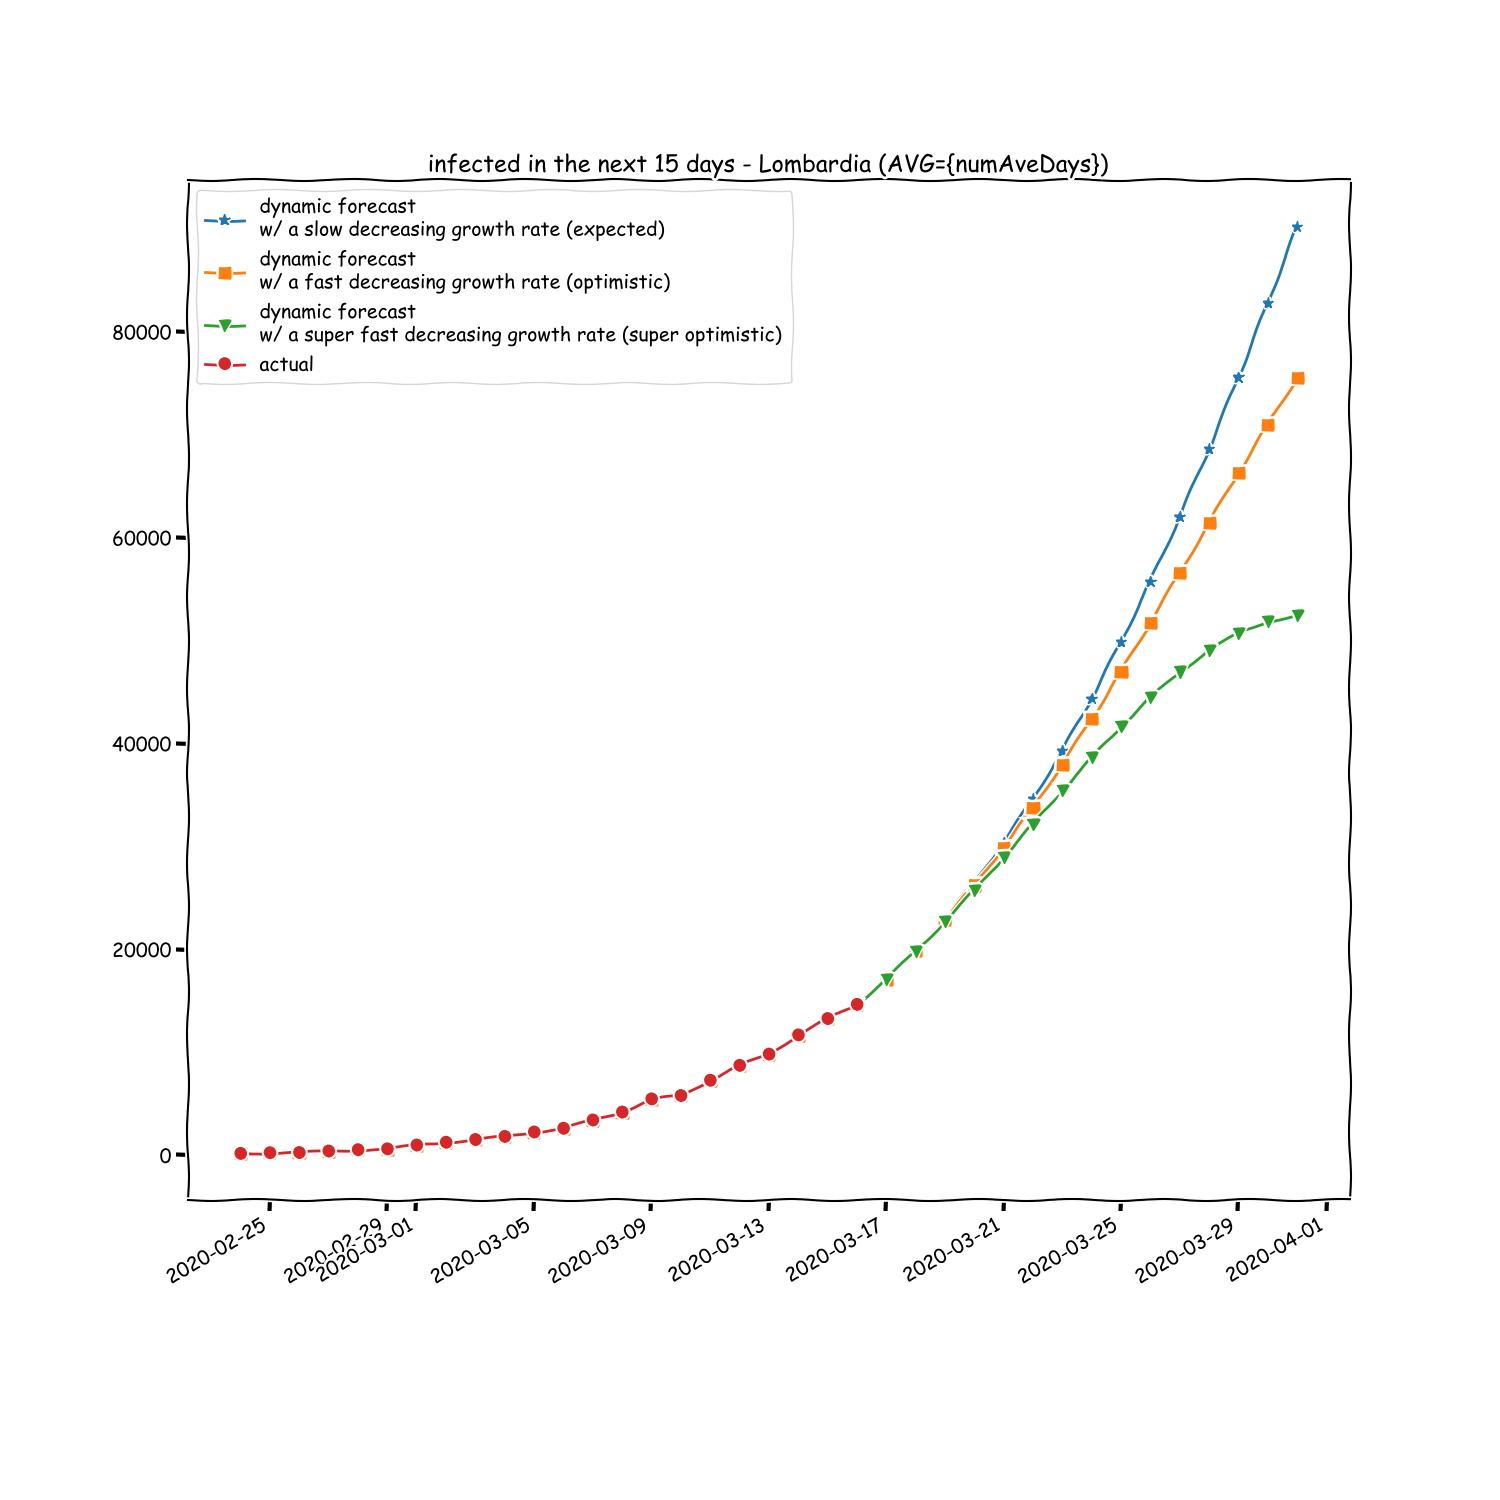 infected in the next 15 days - Lombardia (AVG={numAveDays})
dynamic forecast
w/ a slow decreasing growth rate (expected)
dynamic forecast
w/ a fast decreasing growth rate (optimistic)
dynamic forecast
w/ a super fast decreasing growth rate (super optimistic)
actual
80000
60000
40000
20000
0
2020-02-25
2020-02-29
2020-03-01
2020-03-05
2020-03-09
2020-03-13
2020-03-17
2020-03-21
2020-03-25
2020-03-29
2020-04-01